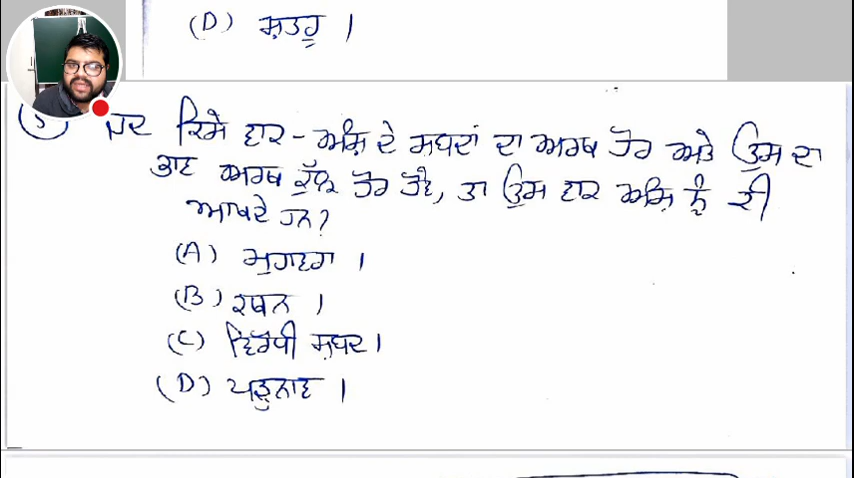 (D) ਸ਼ਤਰੂ ।
ਜਦ ਕਿਸੇ ਵਾਕ - ਅੰਸ਼ ਦੇ ਸ਼ਬਦਾਂ ਦਾ ਅਰਥ ਹੋਰ ਅਤੇ ਉਸ ਦਾ
ਭਾਵ ਅਰਥ ਕੁੱਝ ਹੋਰ ਹੋਵੇ, ਤਾਂ ਉਸ ਵਾਕ ਅੰਸ਼ ਨੂੰ ਕੀ
ਆਖਦੇ ਹਨ?
(A) ਮੁਹਾਵਰਾ ।
(B) ਕਥਨ ।
(C) ਵਿਰੋਧੀ ਸ਼ਬਦ।
(D) ਪੜਨਾਂਵ ।